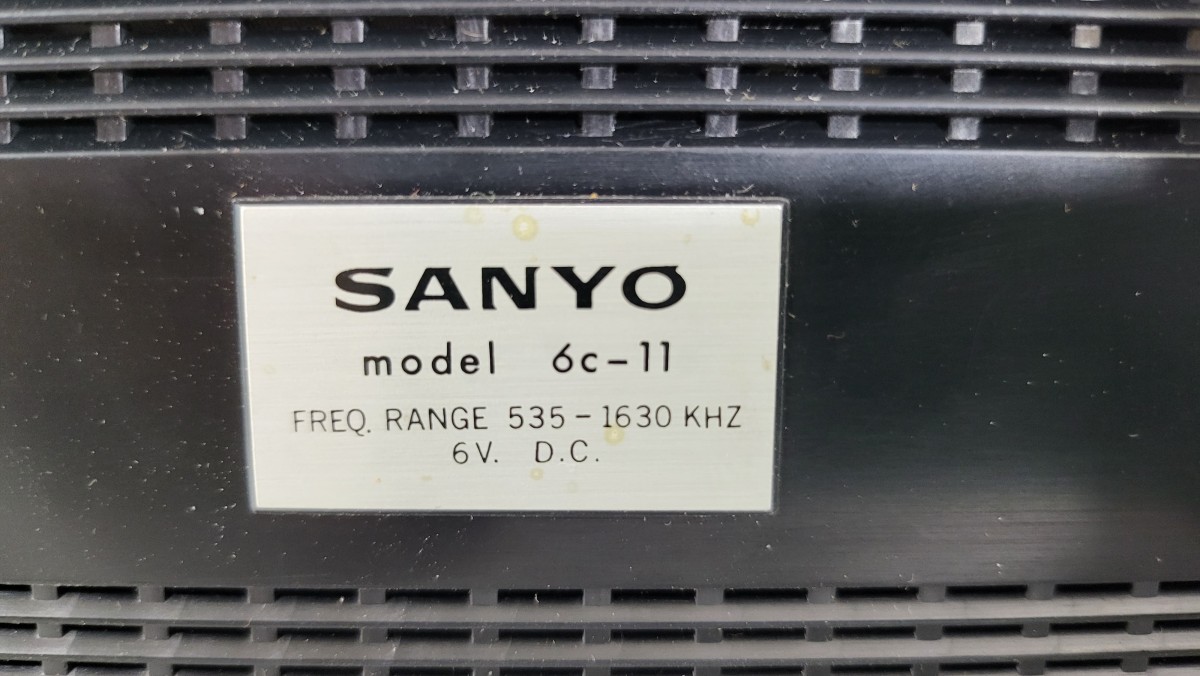 SANYO
model 6c-11
FREQ. RANGE 535-1630 KHZ
6V. D.C.